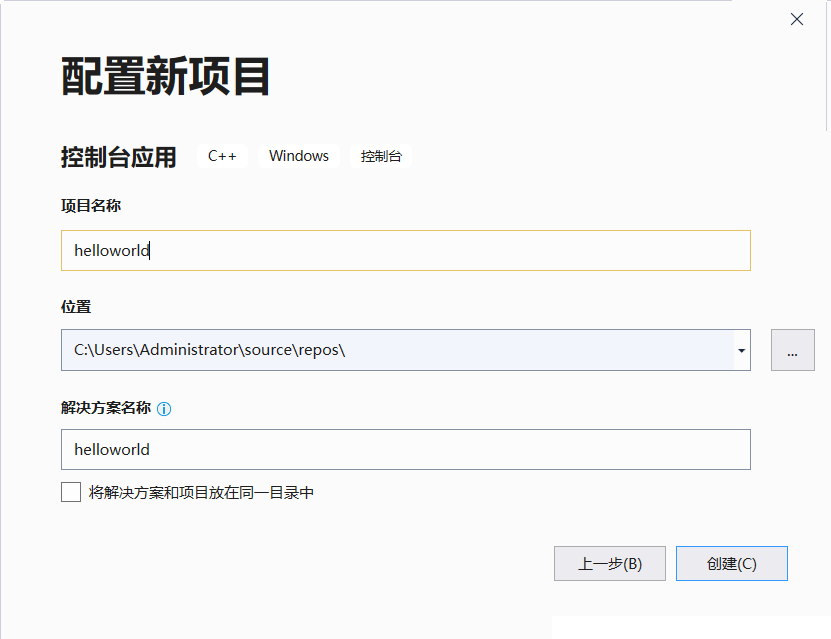 配置新项目
控制台应用 C++ Windows 控制台
项目名称
helloworld
位置
C:\Users\Administrator\source\repos\
...
解决方案名称
helloworld
将解决方案和项目放在同一目录中
上一步(B) 创建(C)